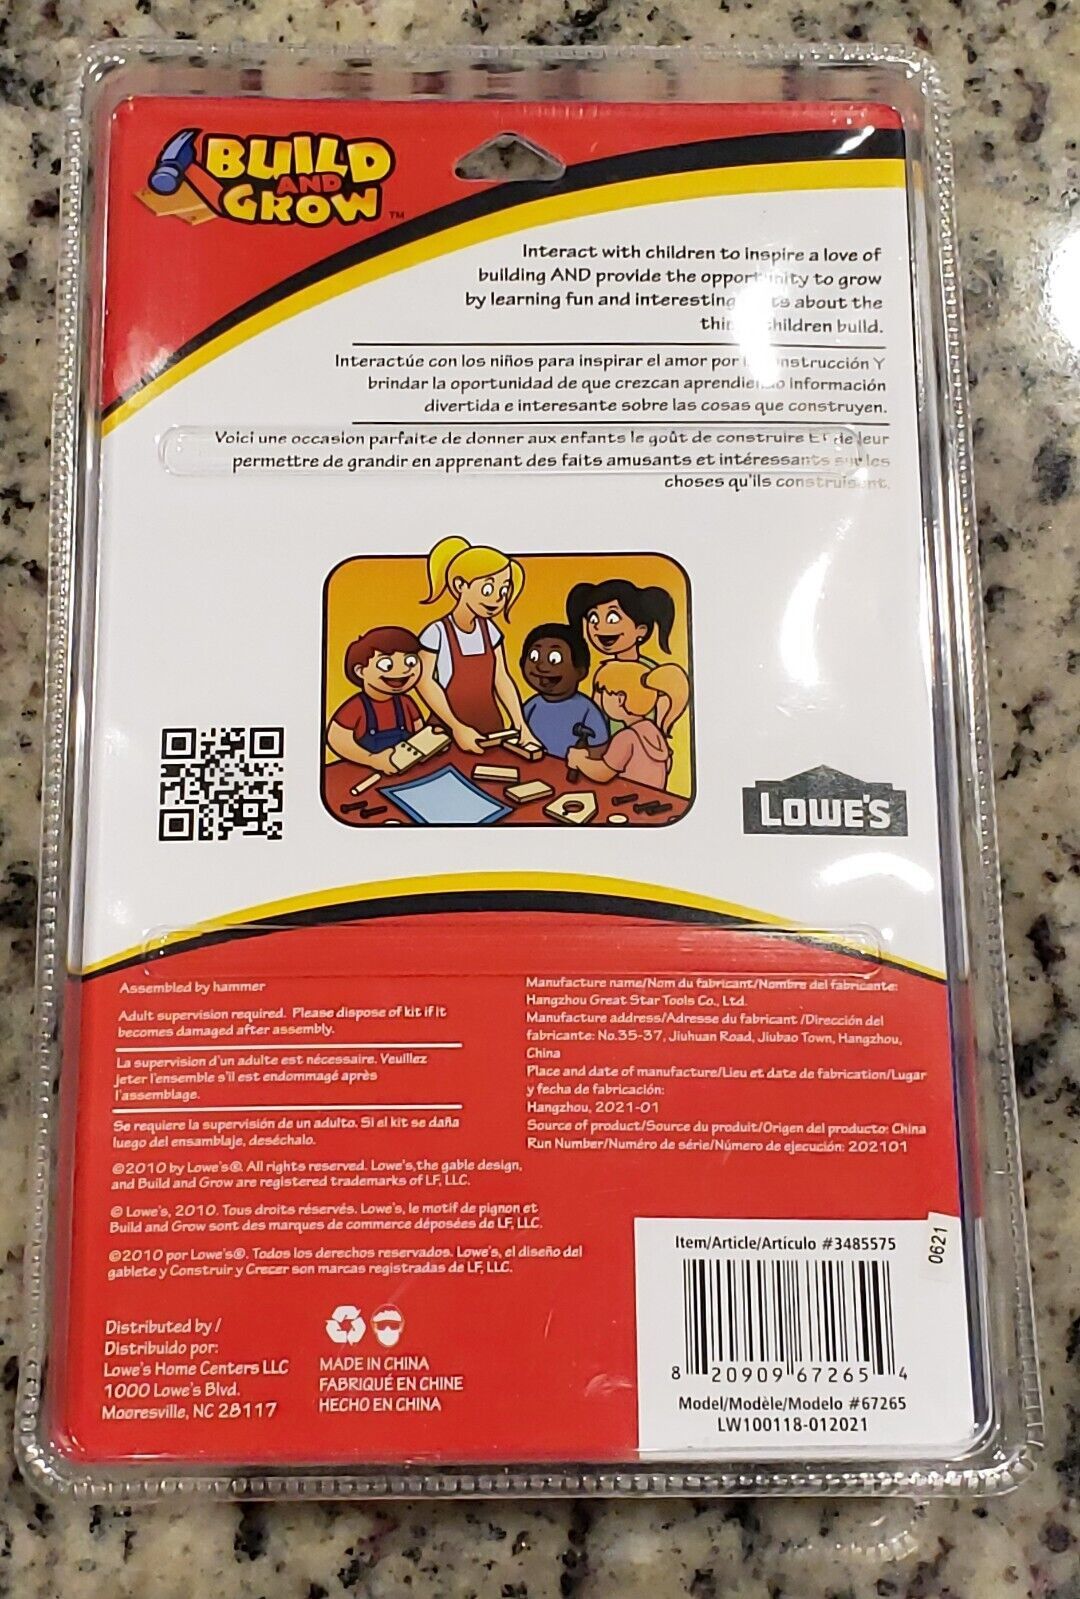 BUILD
AND
GROW™
Interact with children to inspire a love of
building AND provide the opportunity to grow
by learning fun and interesting about the
children build.
Interactúe con los niños para inspirar el amor por Y
brindar la oportunidad de que crezcan aprendiendo información
divertida e interesante sobre las cosas que construyen.
Voici une occasion parfaite de donner aux enfants le goût de construire ET de leur
permettre de grandir en apprenant des faits amusants et intéressants sur les
choses qu'ils construisent.
LOWE'S
Assembled by hammer
Adult supervision required. Please dispose of kit if it
becomes damaged after assembly.
La supervision d'un adulte est nécessaire. Veuillez
jeter l'ensemble s'il est endommagé après
l'assemblage.
Se requiere la supervisión de un adulto. Si el kit se daña
luego del ensamblaje, deséchalo.
©2010 by Lowe's®. All rights reserved. Lowe's, the gable design,
and Build and Grow are registered trademarks of LF, LLC.
© Lowe's, 2010. Tous droits réservés. Lowe's, le motif de pignon et
Build and Grow sont des marques de commerce déposées de LF, LLC.
©2010 por Lowe's®. Todos los derechos reservados. Lowe's, el diseño del
gablete y Construir y Crecer son marcas registradas de LF, LLC.
Distributed by /
Distribuido por:
Lowe's Home Centers LLC
1000 Lowe's Blvd.
Mooresville, NC 28117
MADE IN CHINA
FABRIQUÉ EN CHINE
HECHO EN CHINA
Manufacture name/Nom du fabricant/Nombre del fabricante:
Hangzhou Great Star Tools Co., Ltd.
Manufacture address/Adresse du fabricant /Dirección del
fabricante: No.35-37, Jiuhuan Road, Jiubao Town, Hangzhou,
China
Place and date of manufacture/Lieu et date de fabrication/Lugar
y fecha de fabricación:
Hangzhou, 2021-01
Source of product/Source du produit/Origen del producto: China
Run Number/Numéro de série/Número de ejecución: 202101
Item/Article/Artículo #3485575
0621
8 20909 67265 4
Model/Modèle/Modelo #67265
LW100118-012021